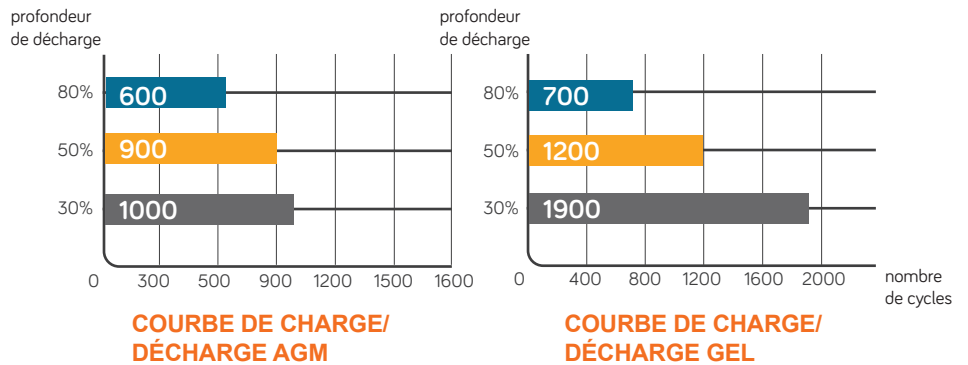 profondeur
de décharge
80%
600
50%
900
30%
1000
0 300 500 900 1200 1500 1600
COURBE DE CHARGE/
DÉCHARGE AGM
profondeur
de décharge
80%
700
50%
1200
30%
1900
0 400 800 1200 1600 2000
nombre
de cycles
COURBE DE CHARGE/
DÉCHARGE GEL